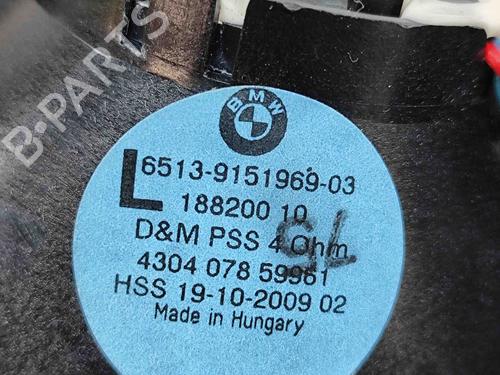 B-PARTS
BMW
L
6513-9151969-03
188200 10
D&M PSS 4 Ohm
4304 078 59961
HSS 19-10-2009 02
Made in Hungary